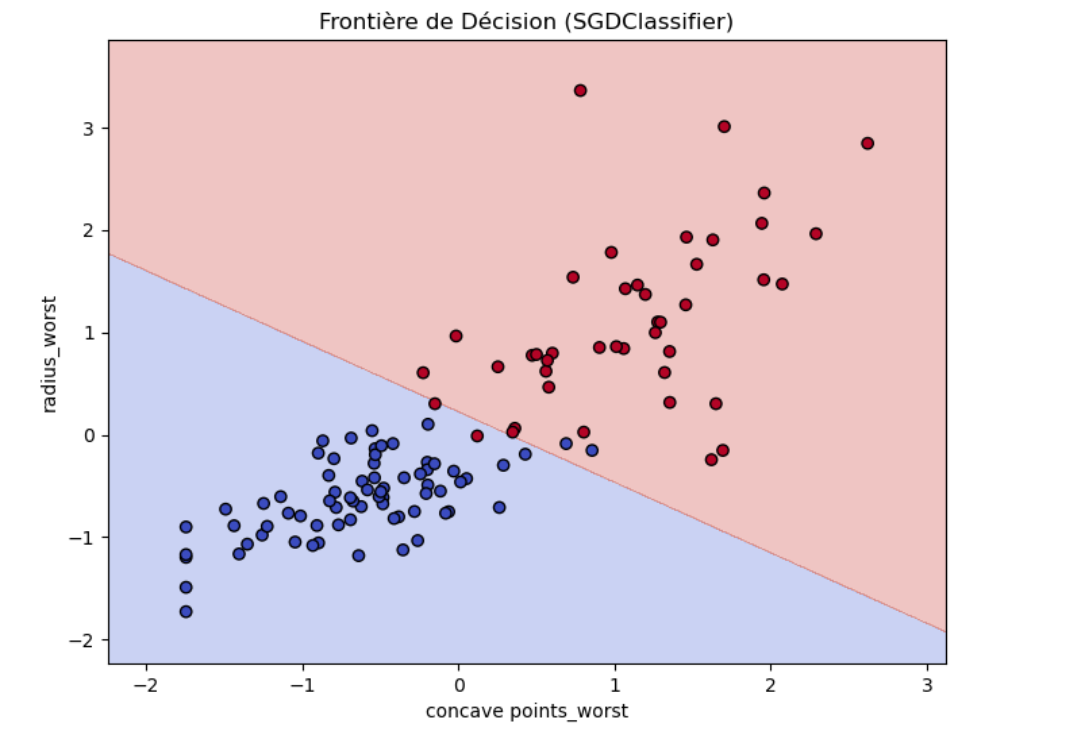 Frontière de Décision (SGDClassifier)
3
2
1
0
−1
−2
radius_worst
−2 −1 0 1 2 3
concave points_worst